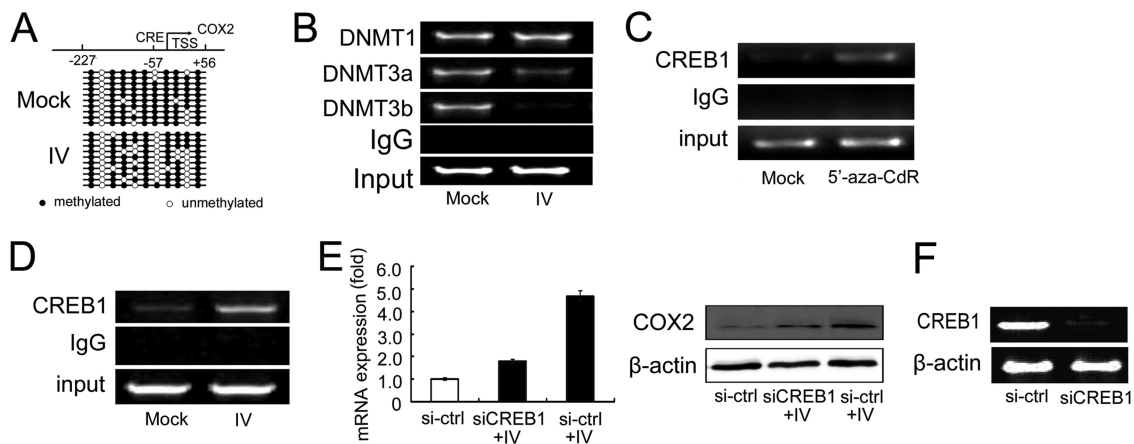 A
CRE
COX2
TSS
-227
-57
+56
Mock
IV
methylated
unmethylated
B
DNMT1
DNMT3a
DNMT3b
IgG
Input
Mock
IV
C
CREB1
IgG
input
Mock
5'-aza-CdR
D
CREB1
IgG
input
Mock
IV
E
mRNA expression (fold)
6.0
5.0
4.0
3.0
2.0
1.0
0
si-ctrl
siCREB1
+IV
si-ctrl
+IV
COX2
β-actin
si-ctrl
siCREB1
+IV
si-ctrl
+IV
F
CREB1
β-actin
si-ctrl
siCREB1